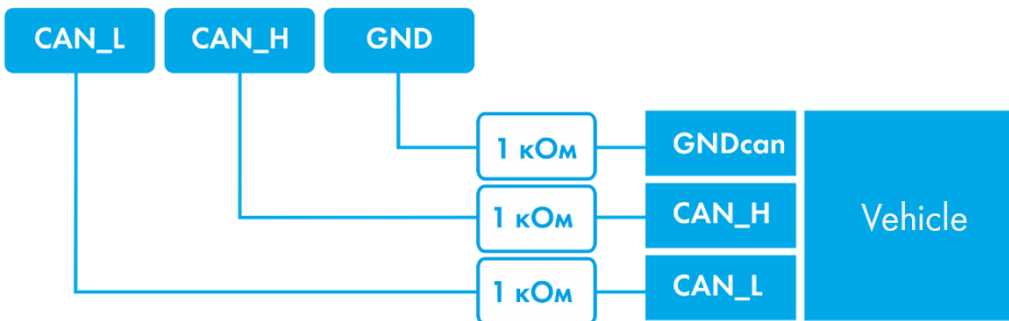 CAN_L CAN_H GND
1 кОм GNDcan
1 кОм CAN_H Vehicle
1 кОм CAN_L